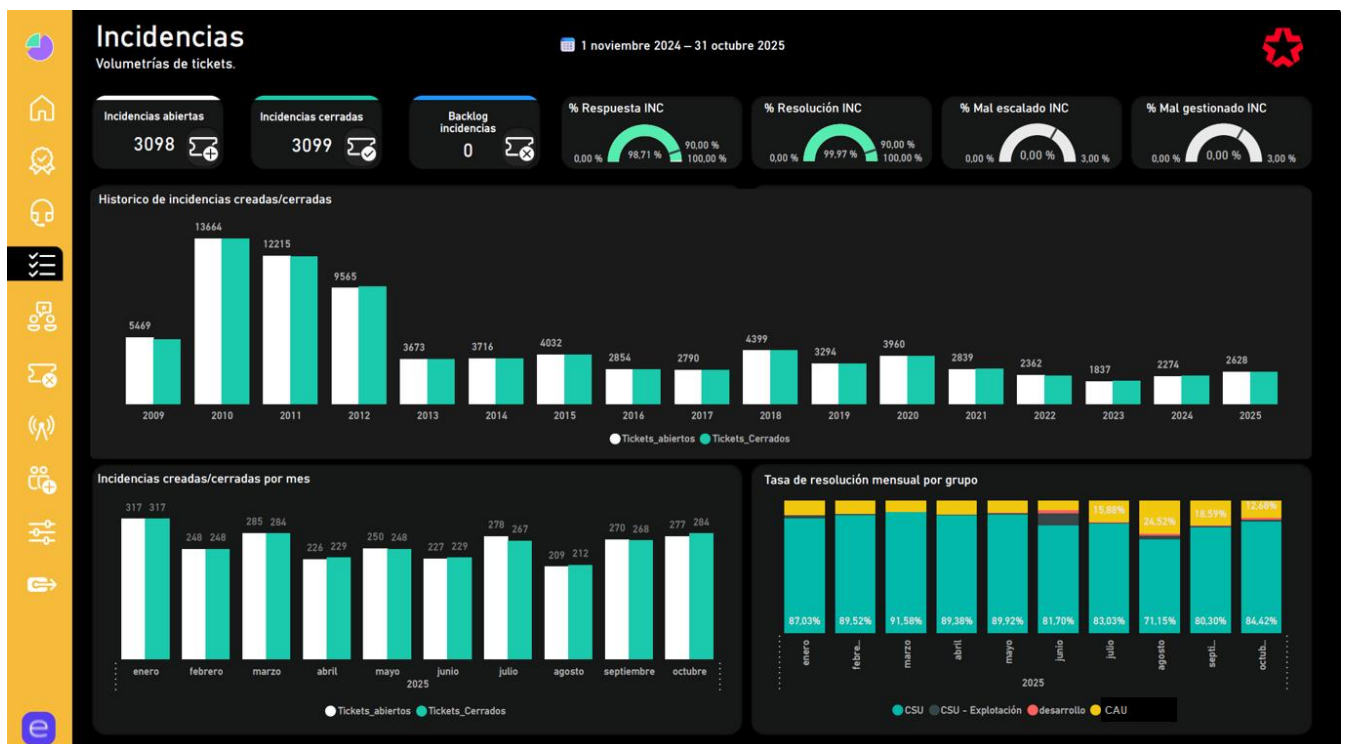 Incidencias
Volumetrías de tickets.
1 noviembre 2024 – 31 octubre 2025
Incidencias abiertas
3098
Incidencias cerradas
3099
Backlog
incidencias
0
% Respuesta INC
0,00 %
98,71 %
90,00 %
100,00 %
% Resolución INC
0,00 %
99,97 %
90,00 %
100,00 %
% Mal escalado INC
0,00 %
0,00 %
3,00 %
% Mal gestionado INC
0,00 %
0,00 %
3,00 %
Historico de incidencias creadas/cerradas
5469 13664 12215 9565 3673 3716 4032 2854 2790 4399 3294 3960 2839 2362 1837 2274 2628
2009 2010 2011 2012 2013 2014 2015 2016 2017 2018 2019 2020 2021 2022 2023 2024 2025
Tickets_abiertos Tickets_Cerrados
Incidencias creadas/cerradas por mes
317 317 248 248 285 284 226 229 250 248 227 229 278 267 209 212 270 268 277 284
enero febrero marzo abril mayo junio julio agosto septiembre octubre
2025
Tickets_abiertos Tickets_Cerrados
Tasa de resolución mensual por grupo
15,88% 24,52% 18,59% 12,68%
87,03% 89,52% 91,58% 89,38% 89,92% 81,70% 83,03% 71,15% 80,30% 84,42%
enero febre... marzo abril mayo junio julio agosto septi... octub...
2025
CSU CSU - Explotación desarrollo CAU
e